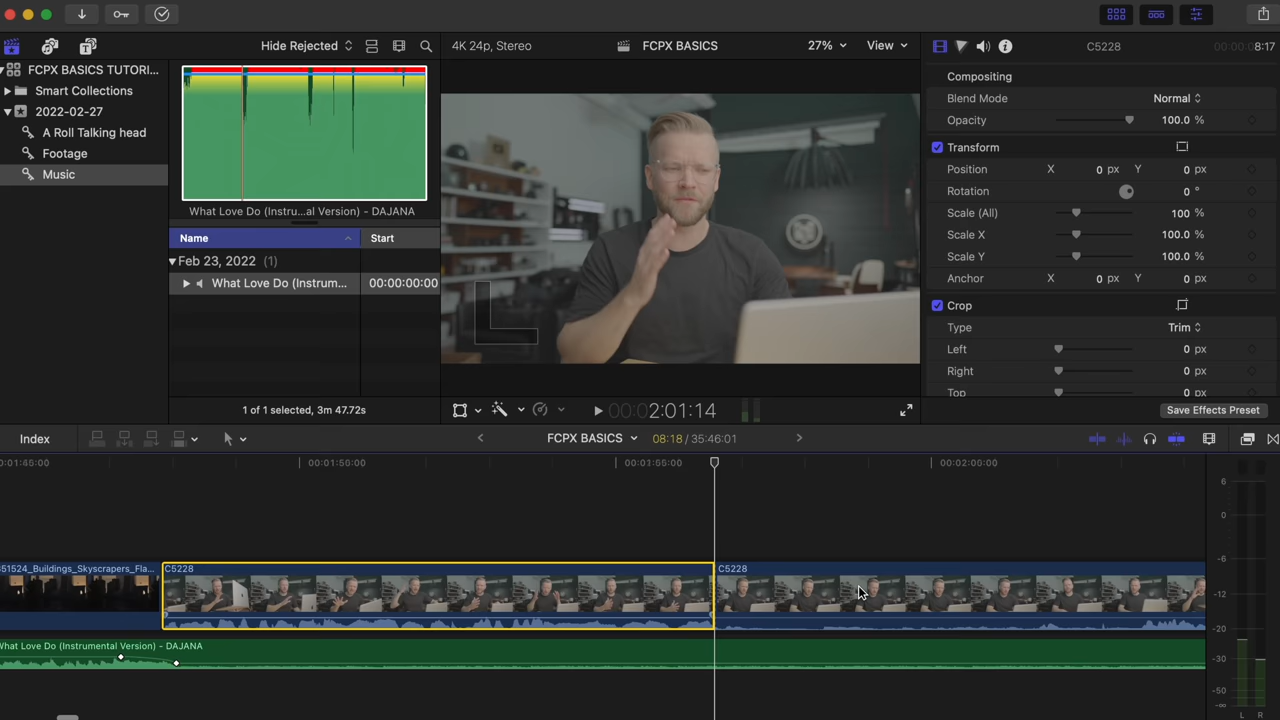 Hide Rejected
4K 24p, Stereo
FCPX BASICS
27%
View
C5228
00:00:08:17
FCPX BASICS TUTORI...
Smart Collections
2022-02-27
A Roll Talking head
Footage
Music
What Love Do (Instru...al Version) - DAJANA
Name
Start
Feb 23, 2022 (1)
What Love Do (Instrum...
00:00:00:00
1 of 1 selected, 3m 47.72s
00:02:01:14
Compositing
Blend Mode
Normal
Opacity
100.0 %
Transform
Position X 0 px Y 0 px
Rotation 0 °
Scale (All) 100 %
Scale X 100.0 %
Scale Y 100.0 %
Anchor X 0 px Y 0 px
Crop
Type Trim
Left 0 px
Right 0 px
Top 0 px
Save Effects Preset
Index
FCPX BASICS
08:18 / 35:46:01
0:01:45:00
00:01:50:00
00:01:55:00
00:02:05:00
6
0
-6
-12
-20
-30
-50
-∞
L R
451524_Buildings_Skyscrapers_Fla...
C5228
C5228
What Love Do (Instrumental Version) - DAJANA